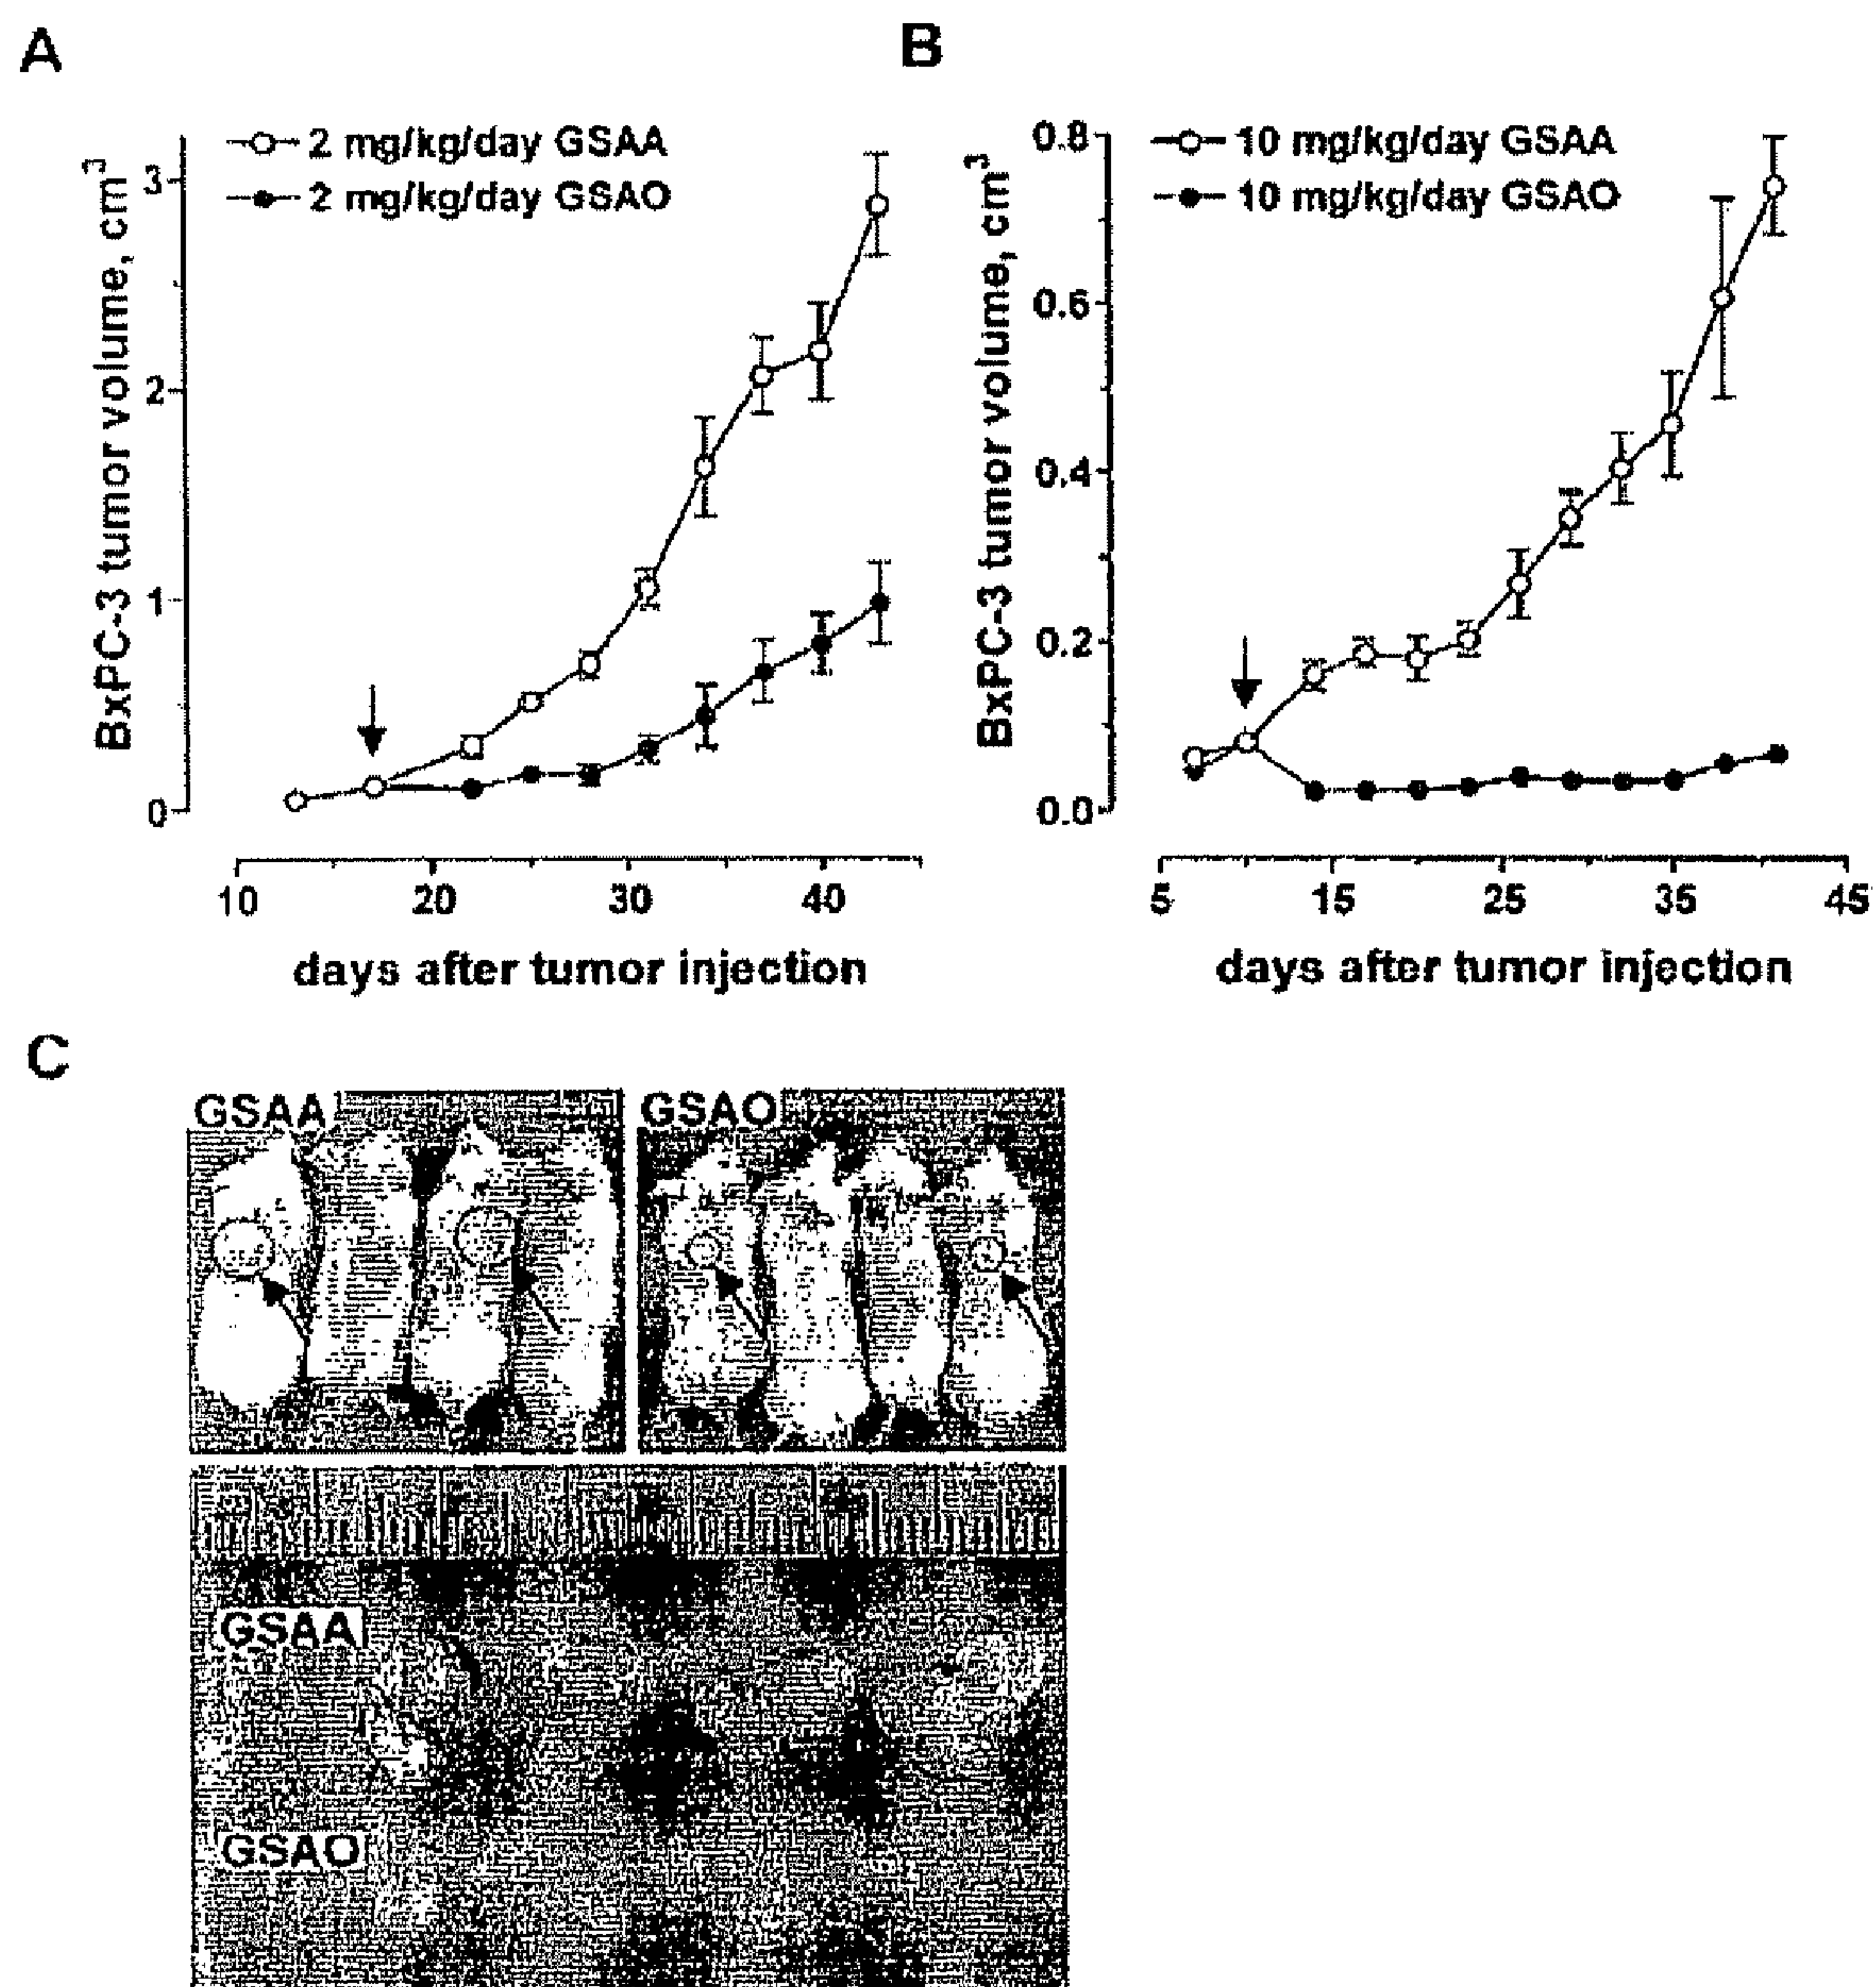 A
2 mg/kg/day GSAA
2 mg/kg/day GSAO
BxPC-3 tumor volume, cm³
3
2
1
0
10 20 30 40
days after tumor injection
B
10 mg/kg/day GSAA
10 mg/kg/day GSAO
BxPC-3 tumor volume, cm³
0.8
0.6
0.4
0.2
0.0
5 15 25 35 45
days after tumor injection
C
GSAA
GSAO
GSAA
GSAO